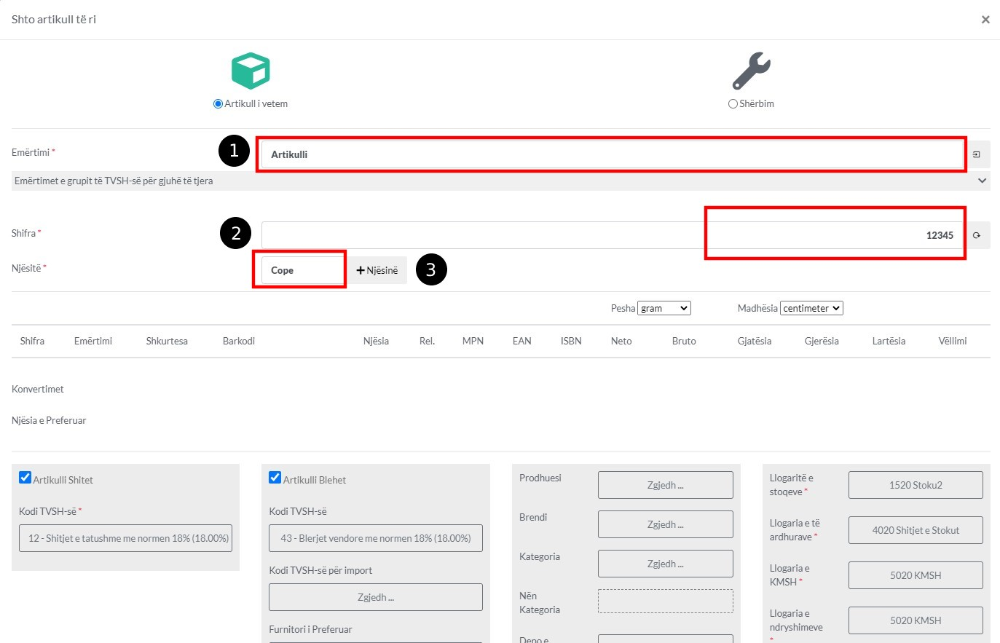 Shto artikull të ri
×
Artikull i vetem
Shërbim
Emërtimi *
1
Artikulli
Emërtimet e grupit të TVSH-së për gjuhë të tjera
Shifra *
2
12345
Njësitë *
Cope
+ Njësinë
3
Pesha gram
Madhësia centimeter
Shifra Emërtimi Shkurtesa Barkodi Njësia Rel. MPN EAN ISBN Neto Bruto Gjatësia Gjerësia Lartësia Vëllimi
Konvertimet
Njësia e Preferuar
Artikulli Shitet
Kodi TVSH-së *
12 - Shitjet e tatushme me normen 18% (18.00%)
Artikulli Blehet
Kodi TVSH-së
43 - Blerjet vendore me normen 18% (18.00%)
Kodi TVSH-së për import
Zgjedh ...
Furnitori i Preferuar
Prodhuesi
Zgjedh ...
Brendi
Zgjedh ...
Kategoria
Zgjedh ...
Nën
Kategoria
Depo e
Llogaritë e
stoqeve *
1520 Stoku2
Llogaria e të
ardhurave *
4020 Shitjet e Stokut
Llogaria e
KMSH *
5020 KMSH
Llogaria e
ndryshimeve
*
5020 KMSH